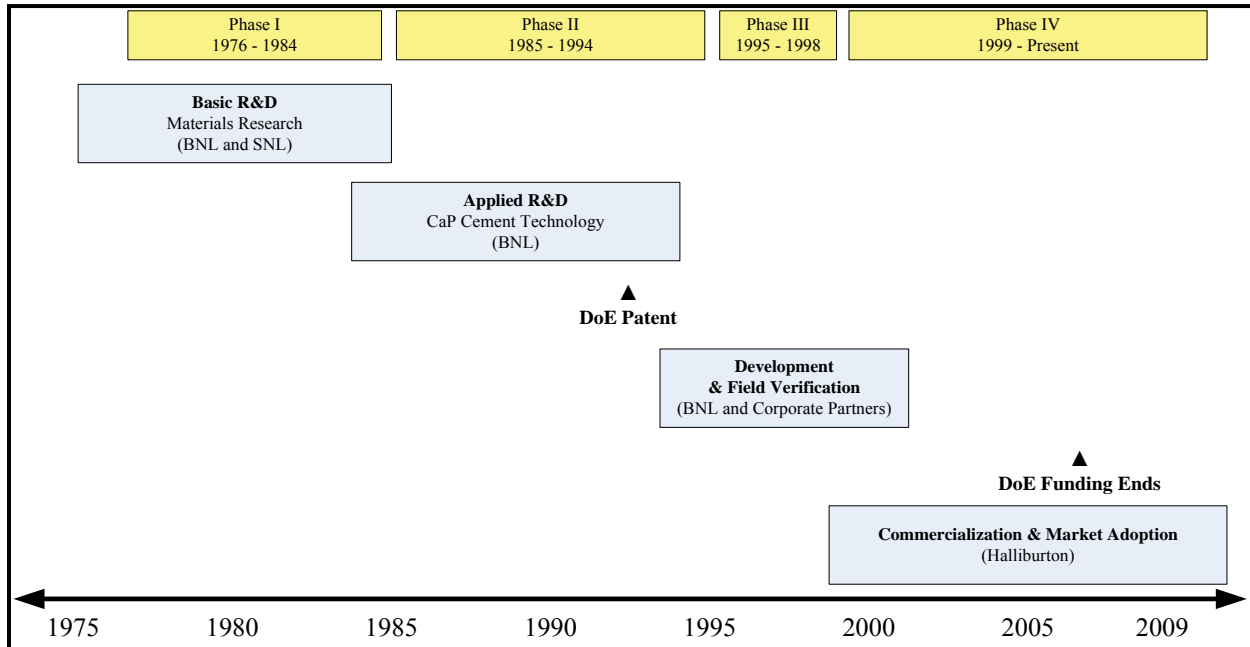 Phase I
1976 - 1984
Phase II
1985 - 1994
Phase III
1995 - 1998
Phase IV
1999 - Present
Basic R&D
Materials Research
(BNL and SNL)
Applied R&D
CaP Cement Technology
(BNL)
DoE Patent
Development
& Field Verification
(BNL and Corporate Partners)
DoE Funding Ends
Commercialization & Market Adoption
(Halliburton)
1975 1980 1985 1990 1995 2000 2005 2009